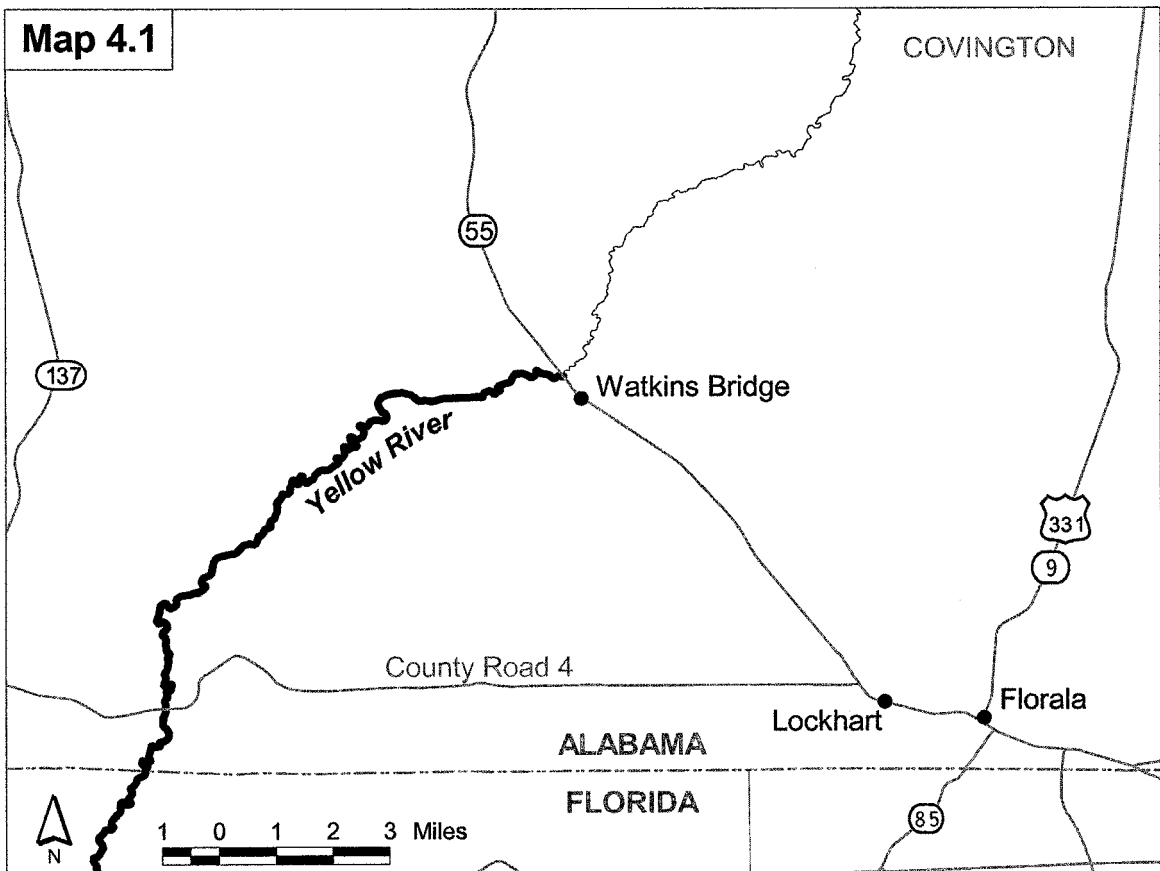 Map 4.1
COVINGTON
55
137
Watkins Bridge
Yellow River
331
9
County Road 4
Florala
Lockhart
ALABAMA
FLORIDA
85
N
1 0 1 2 3 Miles